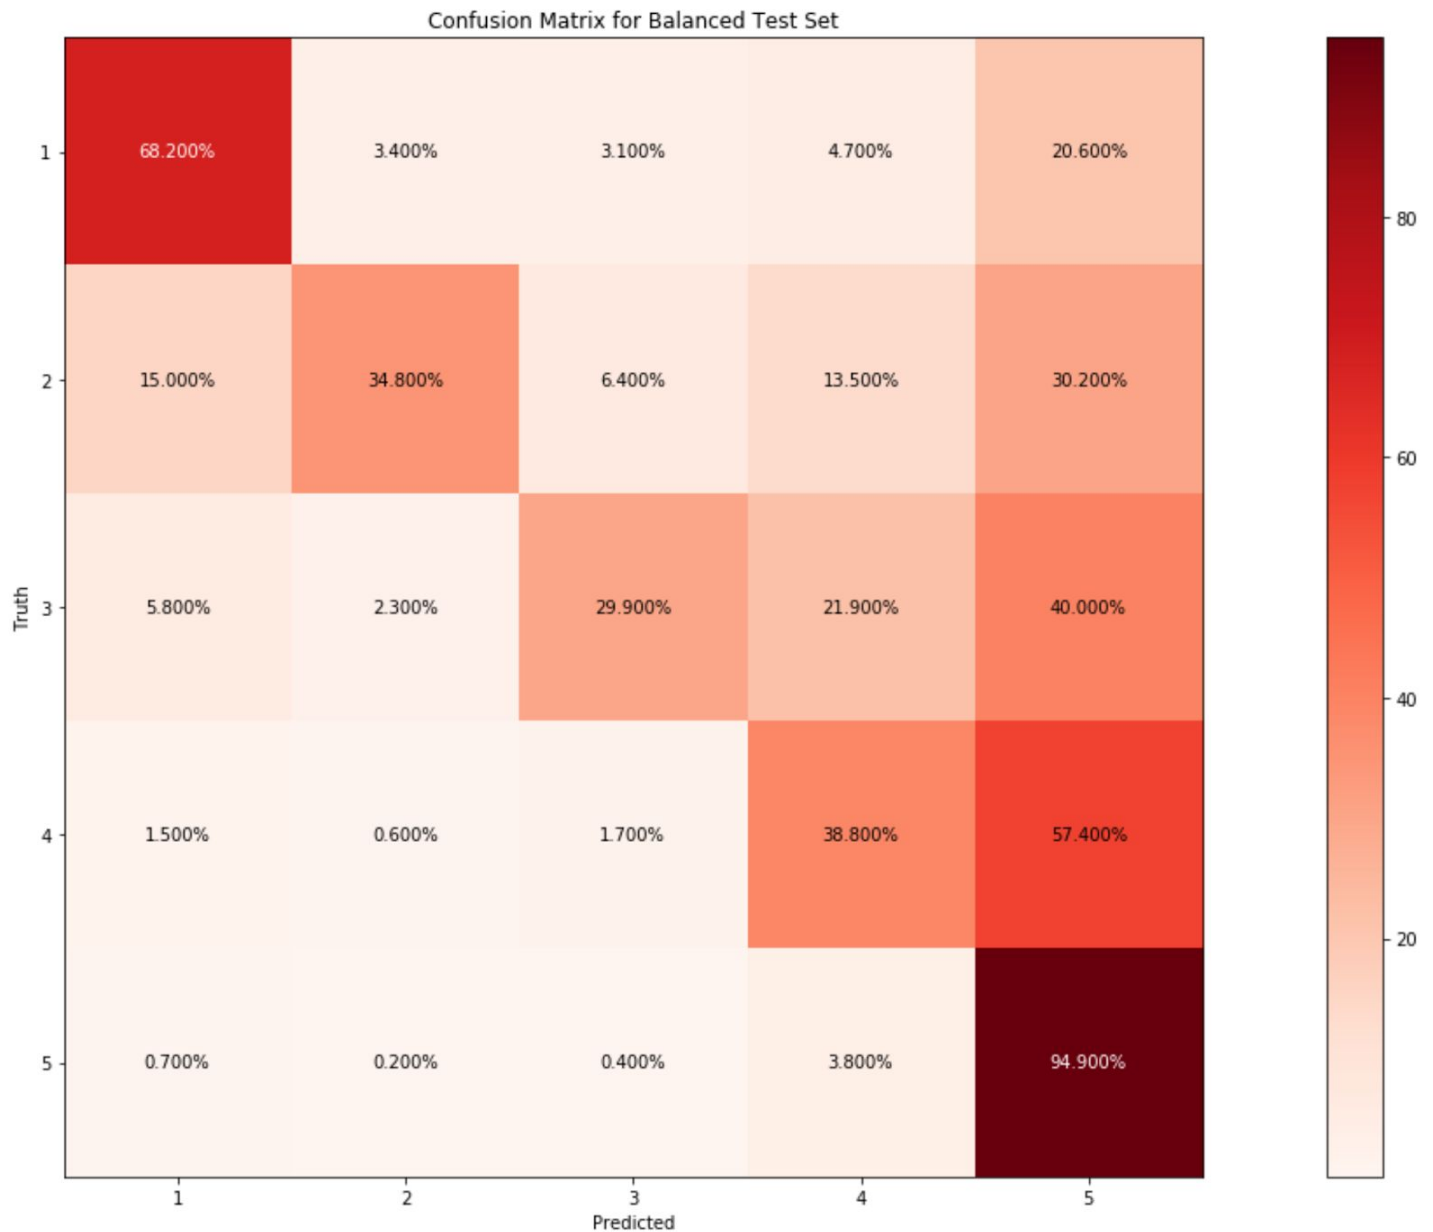 Confusion Matrix for Balanced Test Set
1 68.200% 3.400% 3.100% 4.700% 20.600%
80
2 15.000% 34.800% 6.400% 13.500% 30.200%
60
Truth
3 5.800% 2.300% 29.900% 21.900% 40.000%
40
4 1.500% 0.600% 1.700% 38.800% 57.400%
20
5 0.700% 0.200% 0.400% 3.800% 94.900%
1 2 3 4 5
Predicted